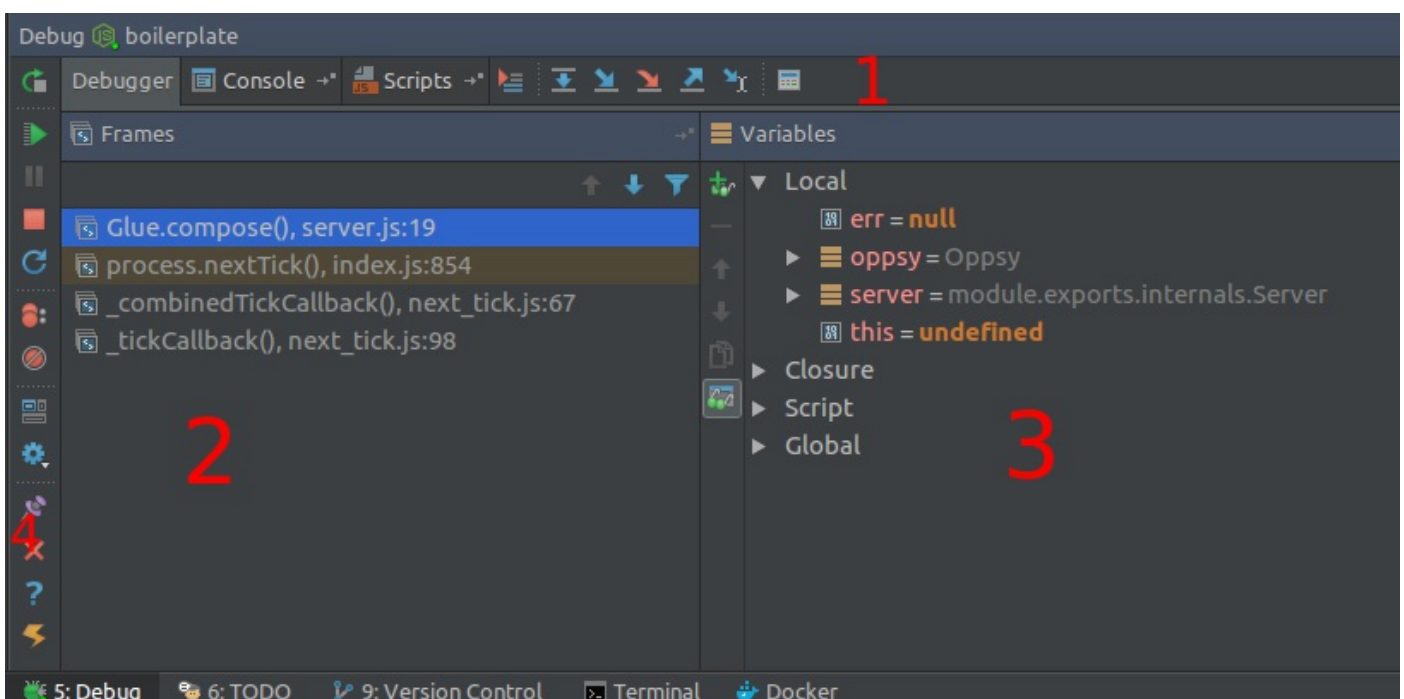 Debug boilerplate
Debugger Console Scripts 1
Frames
Variables
Glue.compose(), server.js:19
process.nextTick(), index.js:854
_combinedTickCallback(), next_tick.js:67
_tickCallback(), next_tick.js:98
2
Local
err = null
oppsy = Oppsy
server = module.exports.internals.Server
this = undefined
Closure
Script
Global
3
4
?
5: Debug 6: TODO 9: Version Control Terminal Docker